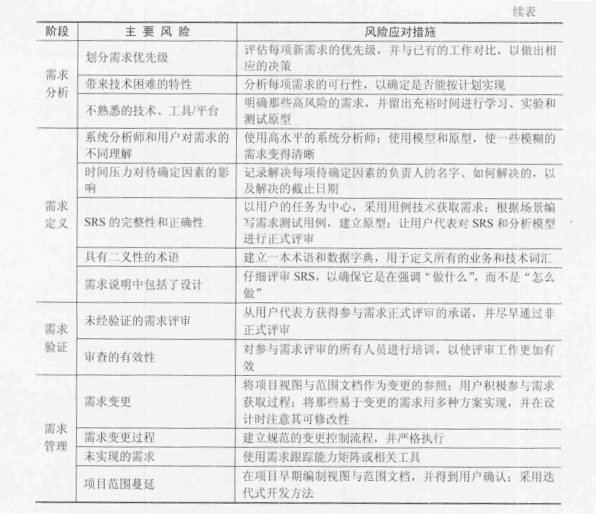 续表
阶段 主要风险 风险应对措施
需求
分析
划分需求优先级
评估每项新需求的优先级，并与已有的工作对比，以做出相
应的决策
带来技术困难的特性
分析每项需求的可行性，以确定是否能按计划实现
不熟悉的技术、工具/平台
明确那些高风险的需求，并留出充裕时间进行学习、实验和
测试原型
需求
定义
系统分析师和用户对需求的
不同理解
使用高水平的系统分析师；使用模型和原型，使一些模糊的
需求变得清晰
时间压力对待确定因素的影
响
记录解决每项待确定因素的负责人的名字、如何解决的，以
及解决的截止日期
SRS 的完整性和正确性
以用户的任务为中心，采用用例技术获取需求；根据场景编
写需求测试用例，建立原型；让用户代表对 SRS 和分析模型
进行正式评审
具有二义性的术语
建立一本术语和数据字典，用于定义所有的业务和技术词汇
需求说明中包括了设计
仔细评审 SRS，以确保它是在强调“做什么”，而不是“怎么
做”
需求
验证
未经验证的需求评审
从用户代表方获得参与需求正式评审的承诺，并尽早通过非
正式评审
审查的有效性
对参与需求评审的所有人员进行培训，以使评审工作更加有
效
需求
管理
需求变更
将项目视图与范围文档作为变更的参照；用户积极参与需求
获取过程；将那些易于变更的需求用多种方案实现，并在设
计时注意其可修改性
需求变更过程
建立规范的变更控制流程，并严格执行
未实现的需求
使用需求跟踪能力矩阵或相关工具
项目范围蔓延
在项目早期编制视图与范围文档，并得到用户确认；采用迭
代式开发方法